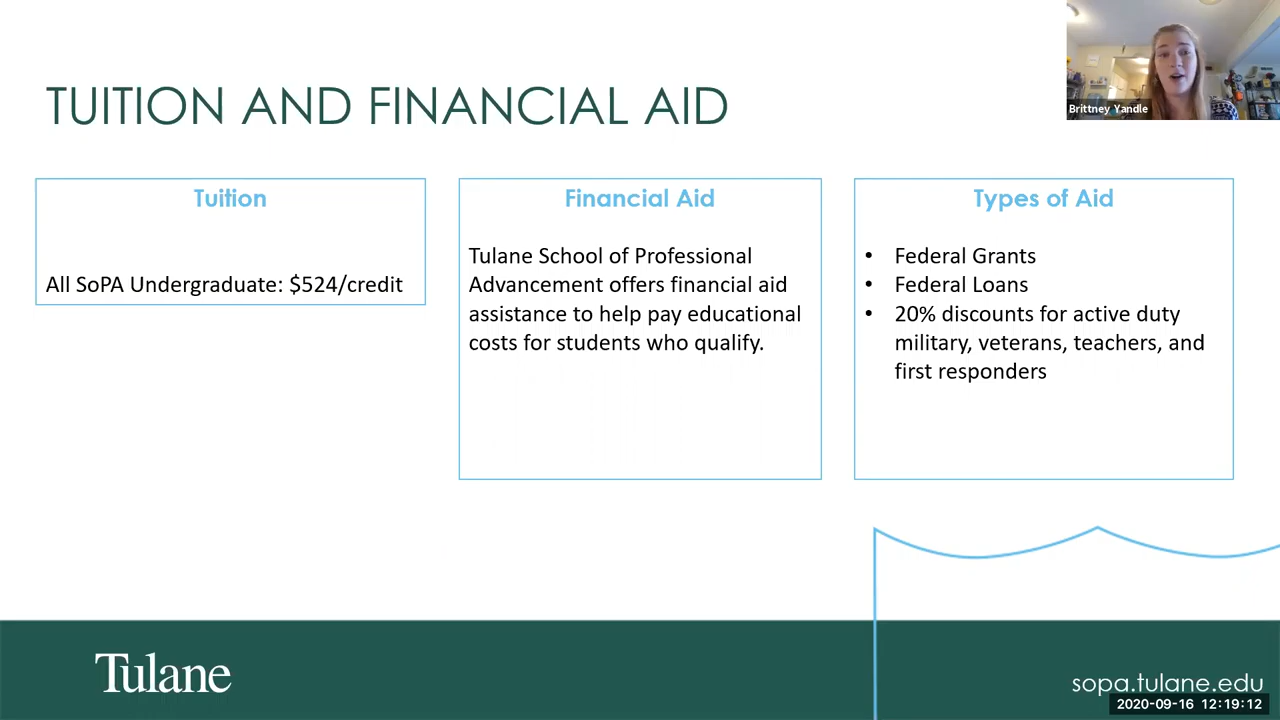 Brittney Yandle
TUITION AND FINANCIAL AID
Tuition
All SoPA Undergraduate: $524/credit
Financial Aid
Tulane School of Professional
Advancement offers financial aid
assistance to help pay educational
costs for students who qualify.
Types of Aid
• Federal Grants
• Federal Loans
• 20% discounts for active duty
military, veterans, teachers, and
first responders
Tulane
sopa.tulane.edu
2020-09-16 12:19:12